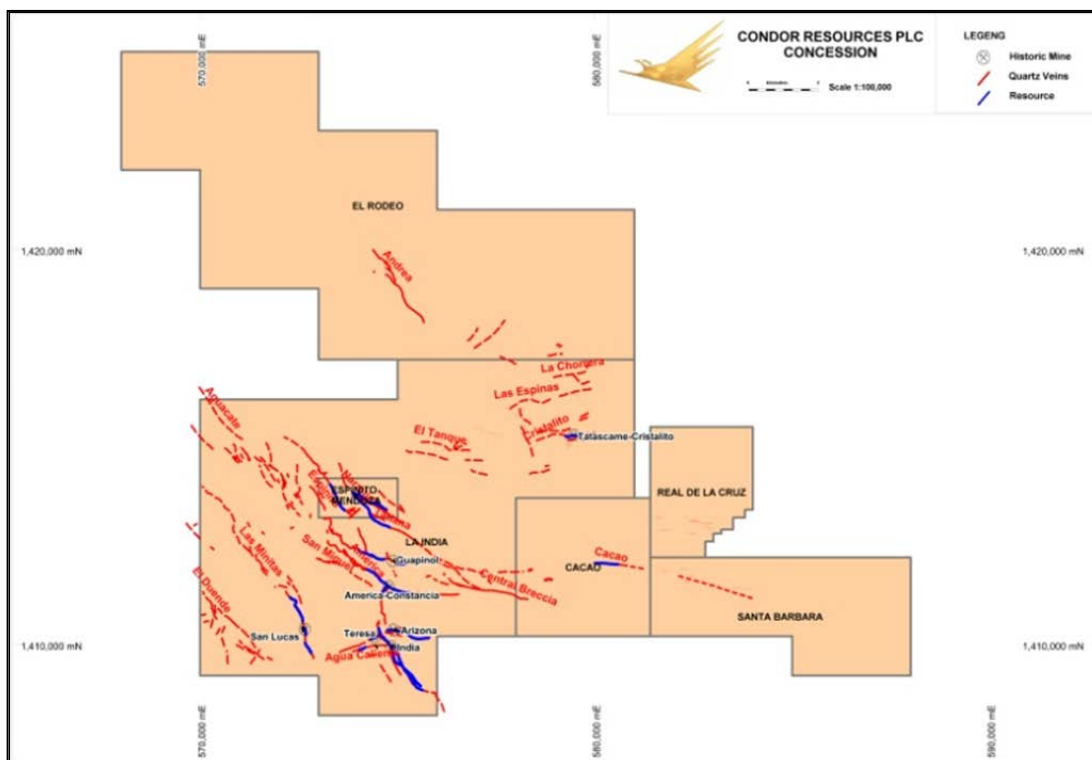 570,000 mE
580,000 mE
CONDOR RESOURCES PLC
CONCESSION
Scale 1:100,000
LEGENG
Historic Mine
Quartz Veins
Resource
EL RODEO
1,420,000 mN
1,420,000 mN
Andrea
La Chorrera
Las Espinas
Aguacate
Cristalito
Tatascame-Cristalito
El Tanque
ESPINITO
MENDOZA
REAL DE LA CRUZ
LA INDIA
Las Minitas
San Miguel
America
Guapinol
Cacao
CACAO
Central Breccia
El Duende
America-Constancia
SANTA BARBARA
San Lucas
Teresa
Arizona
India
1,410,000 mN
1,410,000 mN
Agua Caliente
570,000 mE
580,000 mE
590,000 mE